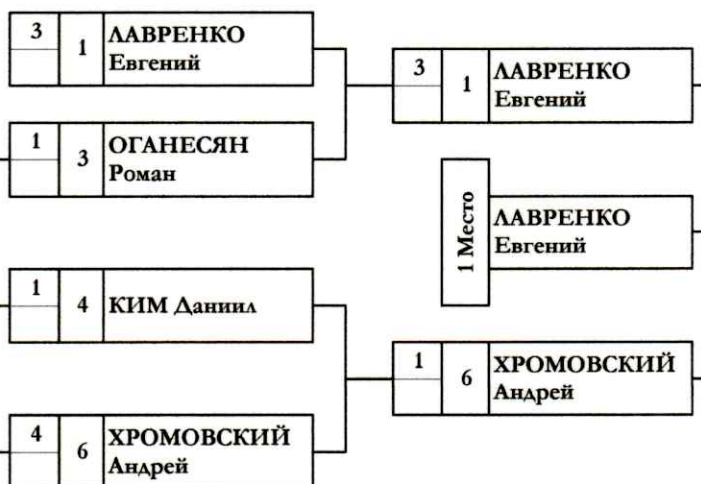 3
1
ЛАВРЕНКО
Евгений
1
3
ОГАНЕСЯН
Роман
1
4
КИМ Даниил
4
6
ХРОМОВСКИЙ
Андрей
3
1
ЛАВРЕНКО
Евгений
1 Место
ЛАВРЕНКО
Евгений
1
6
ХРОМОВСКИЙ
Андрей